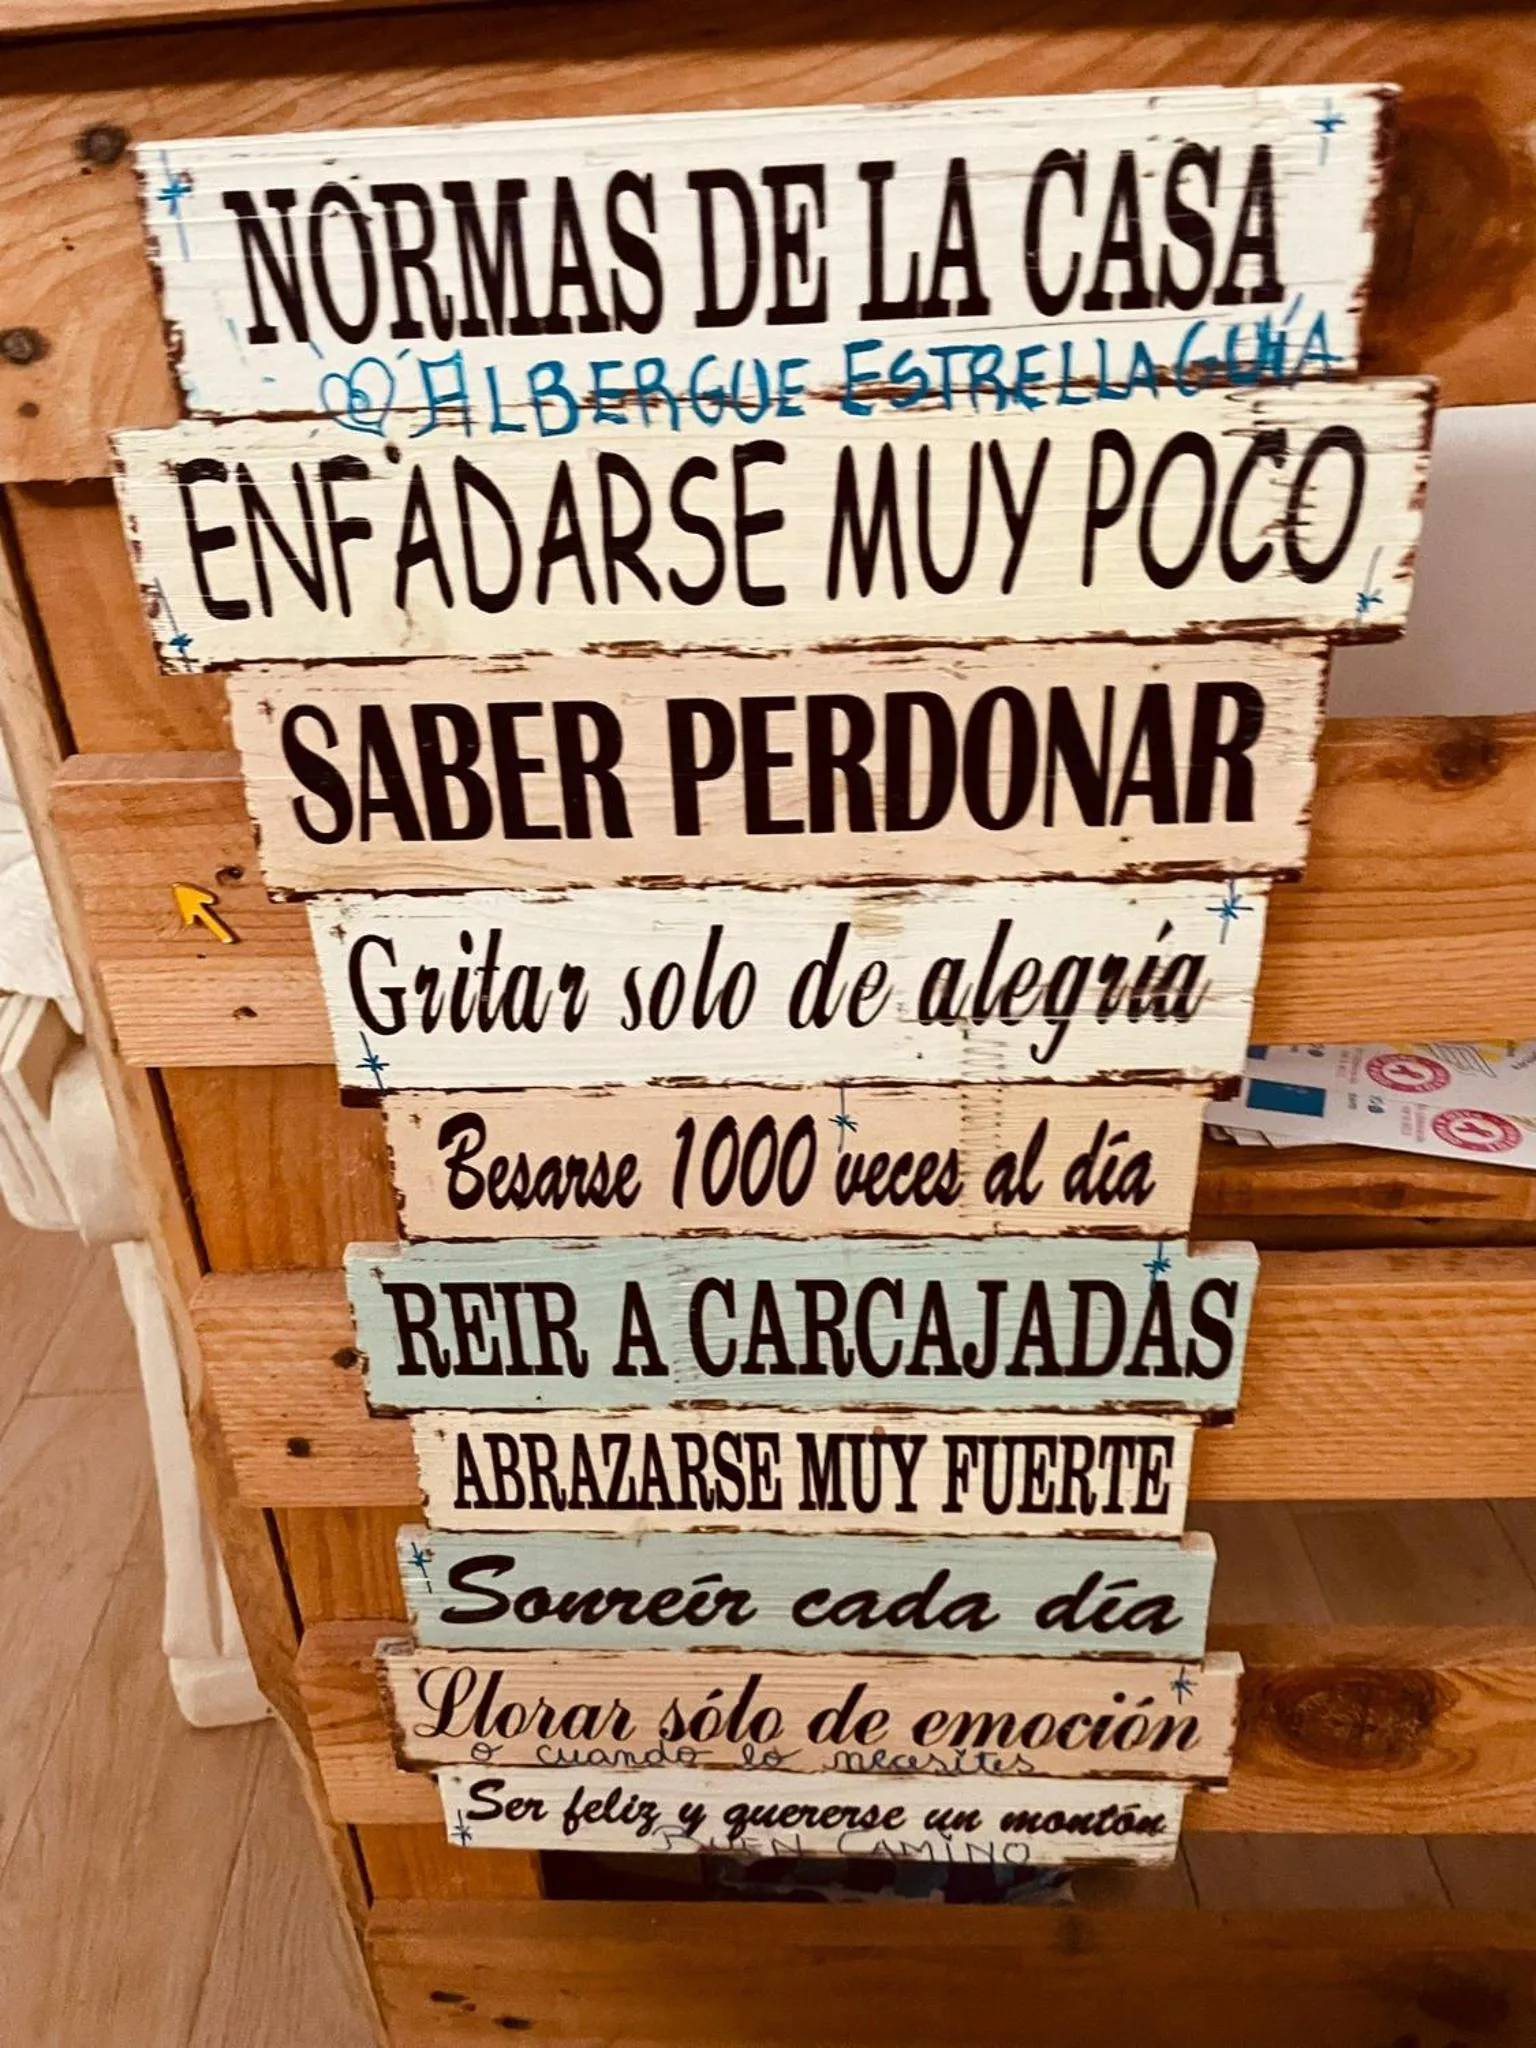 NORMAS DE LA CASA
ALBERGUE ESTRELLA GUÍA
ENFADARSE MUY POCO
SABER PERDONAR
Gritar solo de alegría
Besarse 1000 veces al día
REIR A CARCAJADAS
ABRAZARSE MUY FUERTE
Sonreír cada día
Llorar sólo de emoción
o cuando lo necesites
Ser feliz y quererse un montón
BUEN CAMINO